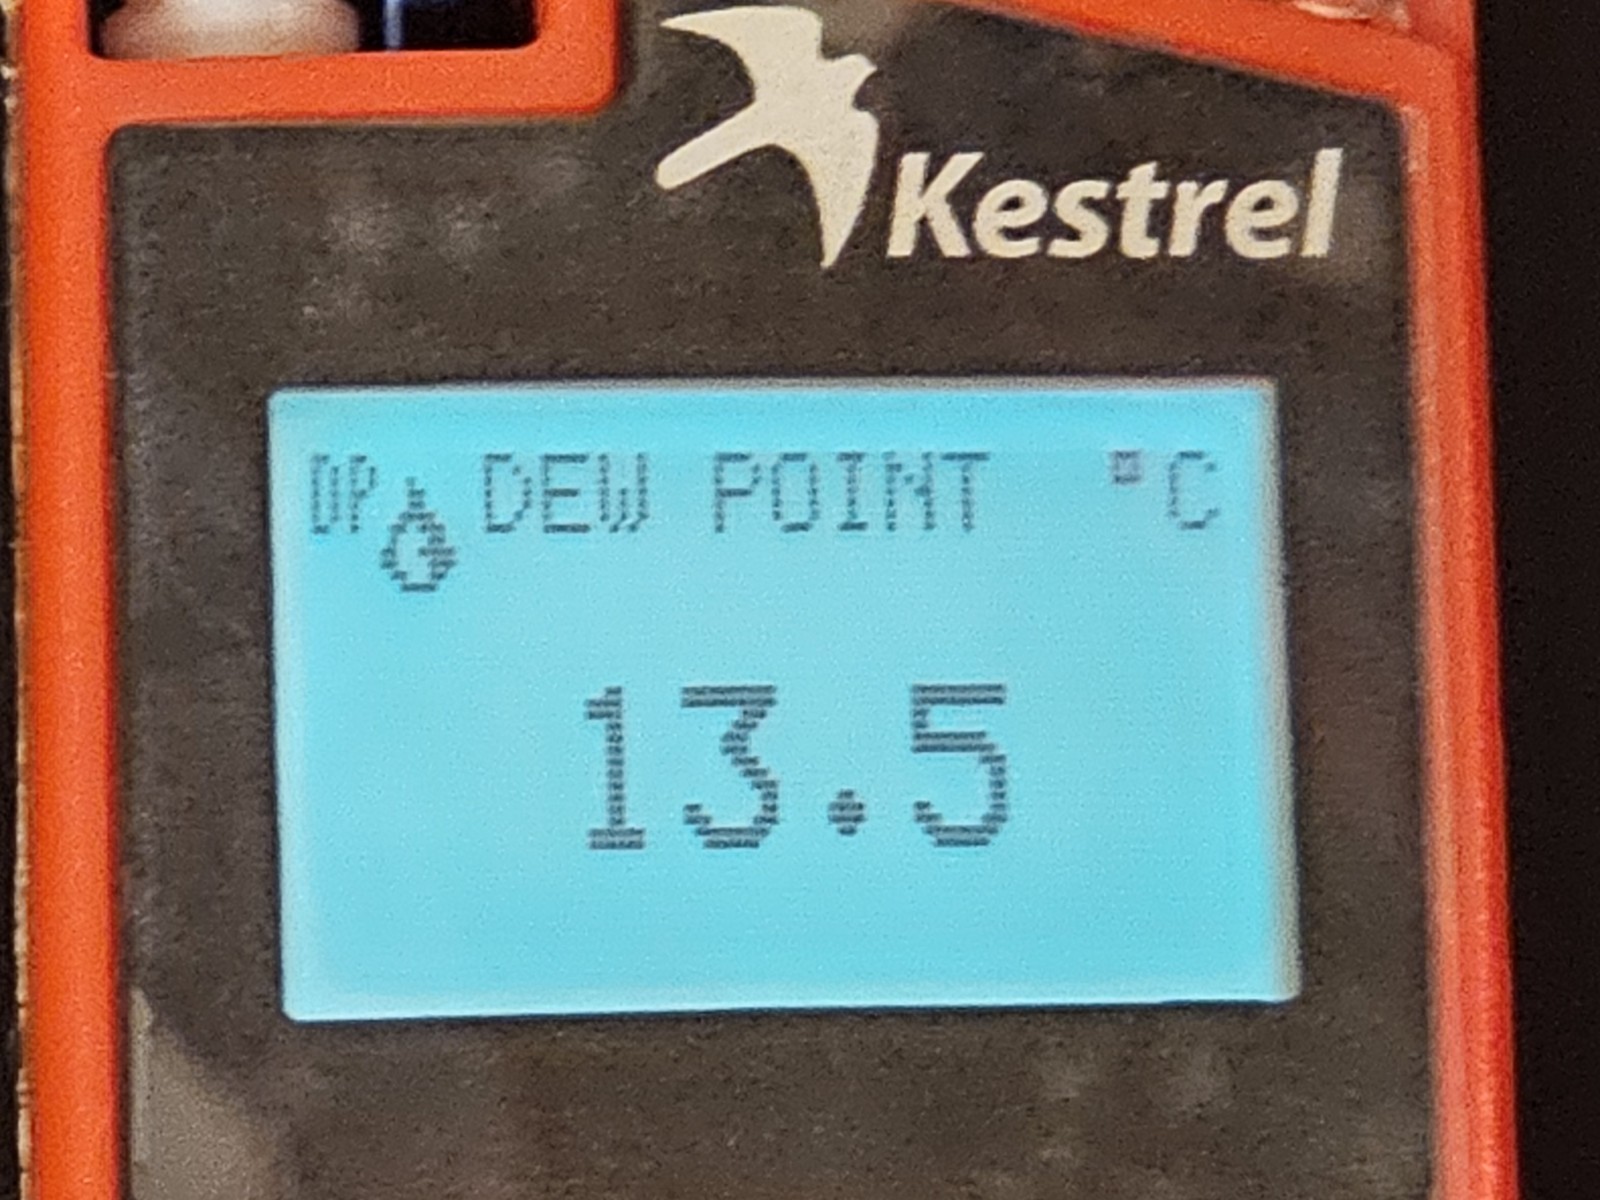 Kestrel
DP DEW POINT °C
13.5